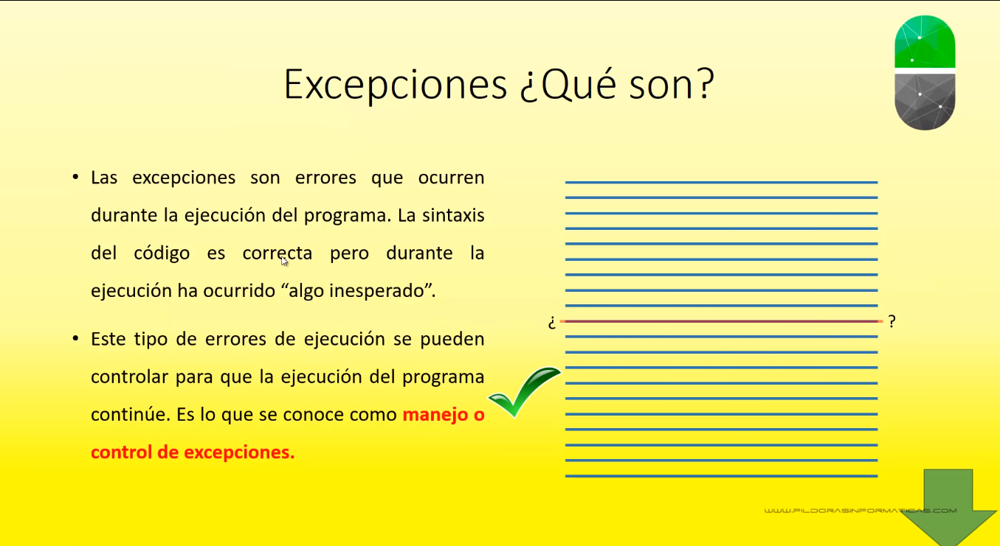 Excepciones ¿Qué son?
• Las excepciones son errores que ocurren
durante la ejecución del programa. La sintaxis
del código es correcta pero durante la
ejecución ha ocurrido “algo inesperado”.
• Este tipo de errores de ejecución se pueden
controlar para que la ejecución del programa
continúe. Es lo que se conoce como manejo o
control de excepciones.
¿ ?
WWW.PILDORASINFORMATICAS.COM